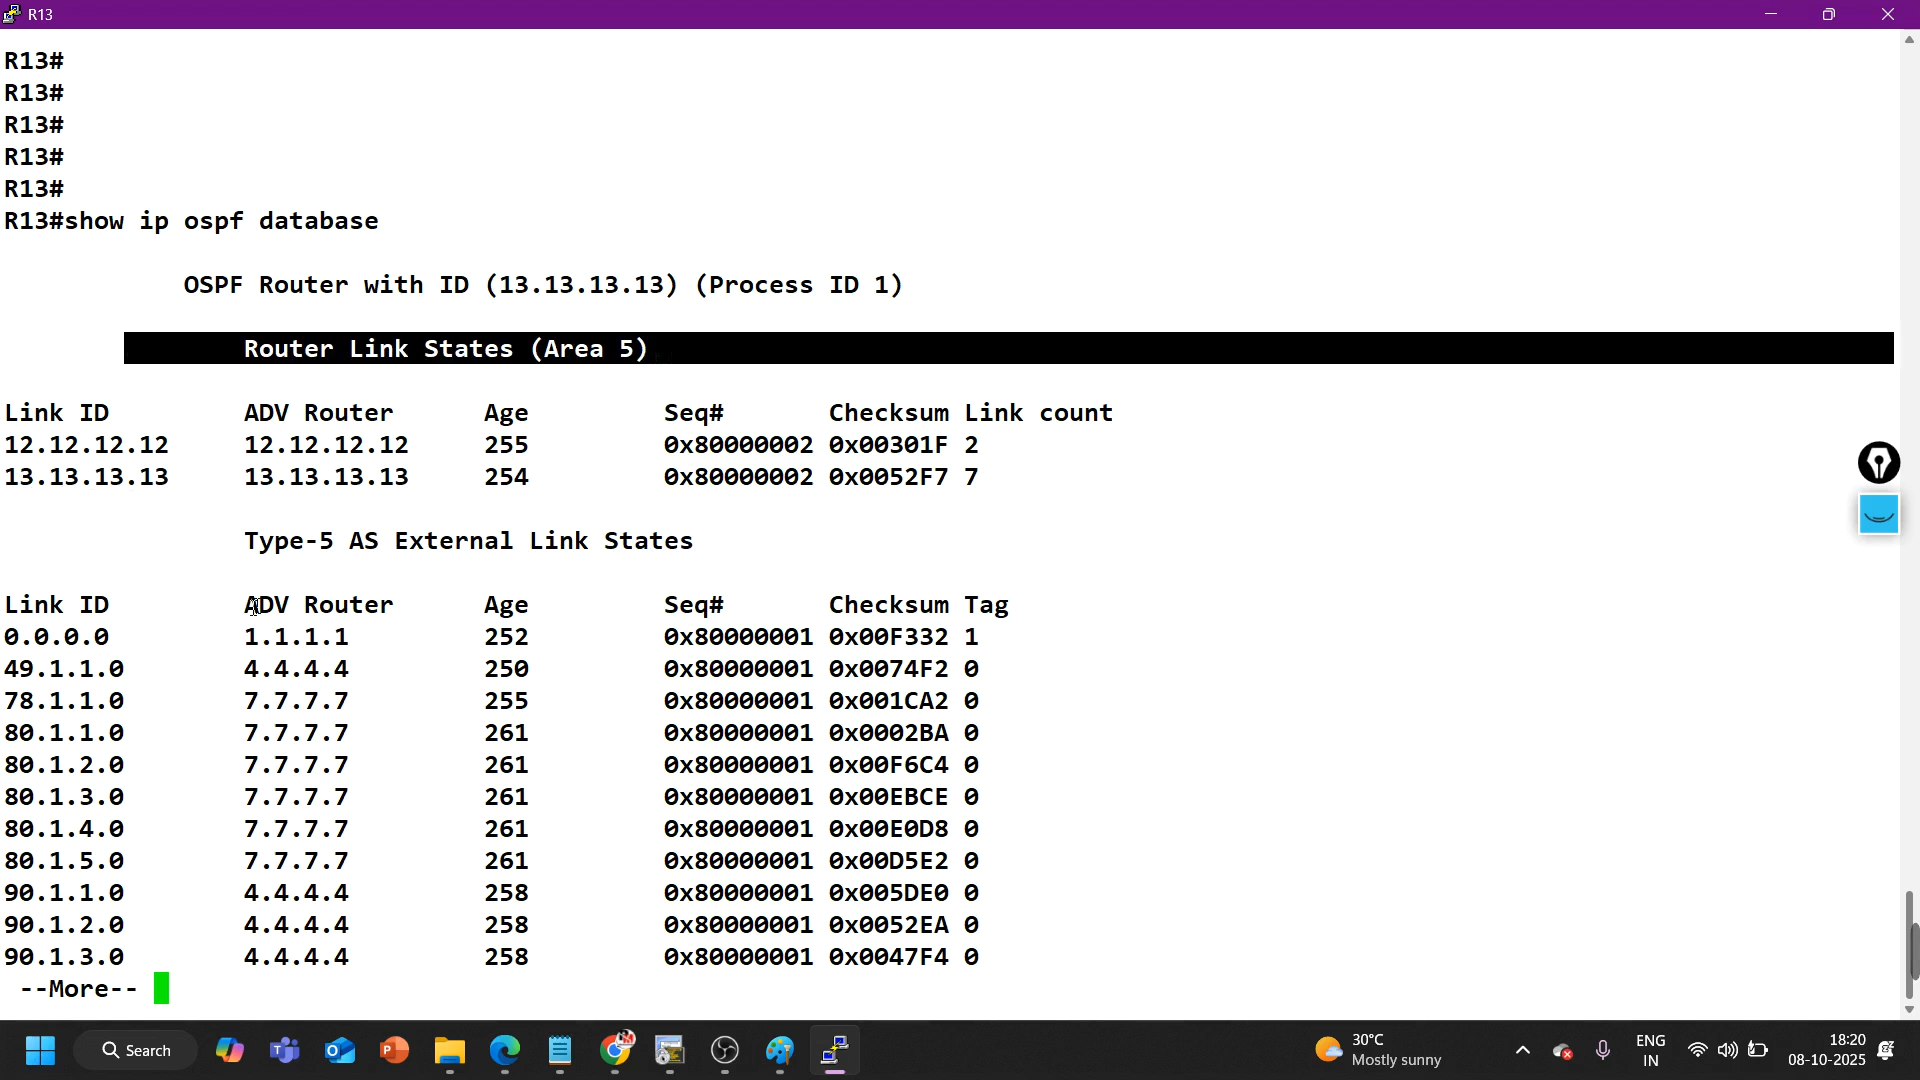 R13
R13#
R13#
R13#
R13#
R13#
R13#show ip ospf database
OSPF Router with ID (13.13.13.13) (Process ID 1)
Router Link States (Area 5)
Link ID ADV Router Age Seq# Checksum Link count
12.12.12.12 12.12.12.12 255 0x80000002 0x00301F 2
13.13.13.13 13.13.13.13 254 0x80000002 0x0052F7 7
Type-5 AS External Link States
Link ID ADV Router Age Seq# Checksum Tag
0.0.0.0 1.1.1.1 252 0x80000001 0x00F332 1
49.1.1.0 4.4.4.4 250 0x80000001 0x0074F2 0
78.1.1.0 7.7.7.7 255 0x80000001 0x001CA2 0
80.1.1.0 7.7.7.7 261 0x80000001 0x0002BA 0
80.1.2.0 7.7.7.7 261 0x80000001 0x00F6C4 0
80.1.3.0 7.7.7.7 261 0x80000001 0x00EBCE 0
80.1.4.0 7.7.7.7 261 0x80000001 0x00E0D8 0
80.1.5.0 7.7.7.7 261 0x80000001 0x00D5E2 0
90.1.1.0 4.4.4.4 258 0x80000001 0x005DE0 0
90.1.2.0 4.4.4.4 258 0x80000001 0x0052EA 0
90.1.3.0 4.4.4.4 258 0x80000001 0x0047F4 0
--More--
Search
30°C
Mostly sunny
ENG
IN
18:20
08-10-2025